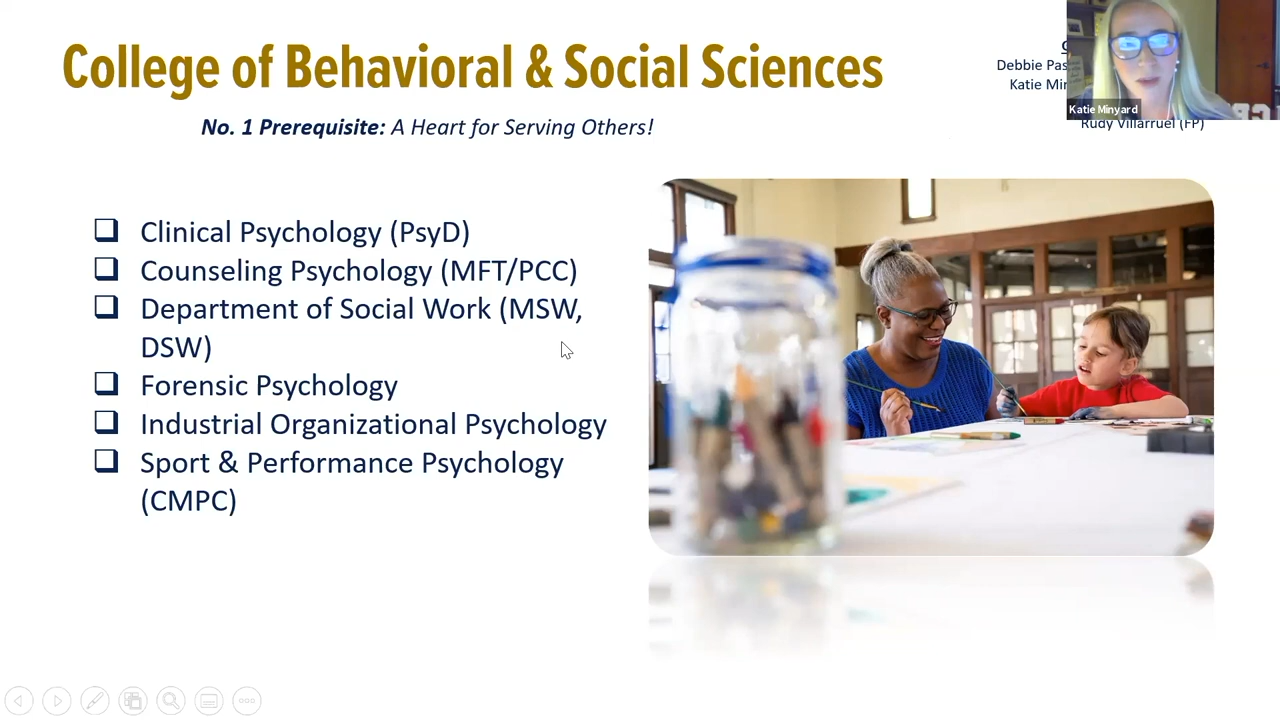 College of Behavioral & Social Sciences
No. 1 Prerequisite: A Heart for Serving Others!
Debbie
Katie
Katie Minyard
Rudy Villarruel (FP)
Clinical Psychology (PsyD)
Counseling Psychology (MFT/PCC)
Department of Social Work (MSW,
DSW)
Forensic Psychology
Industrial Organizational Psychology
Sport & Performance Psychology
(CMPC)